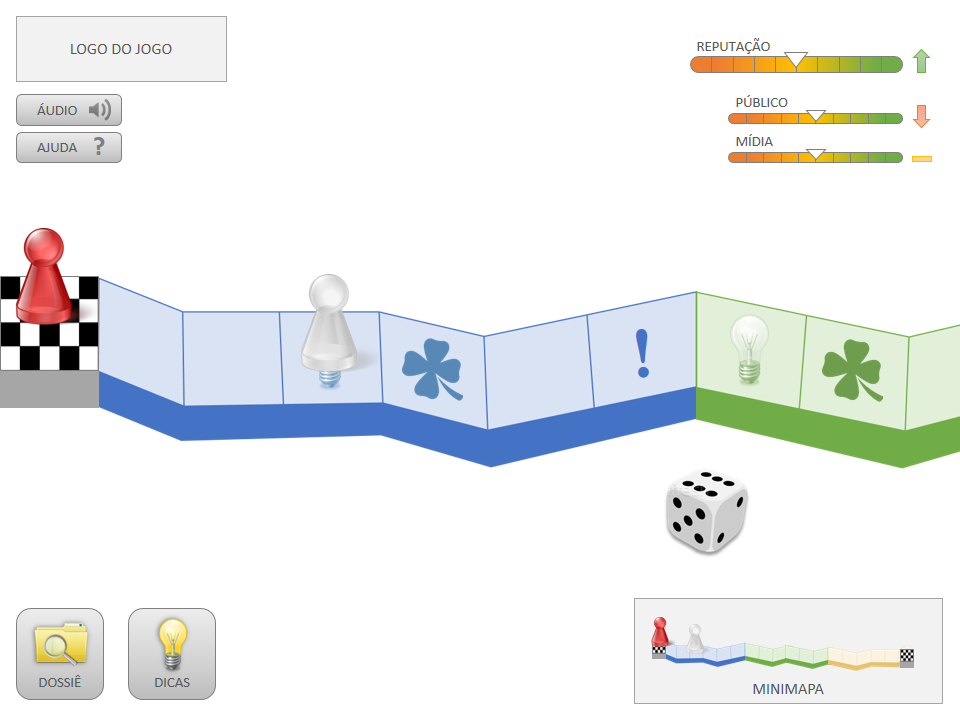 LOGO DO JOGO
REPUTAÇÃO
ÁUDIO
PÚBLICO
AJUDA ?
MÍDIA
!
DOSSIÊ
DICAS
MINIMAPA